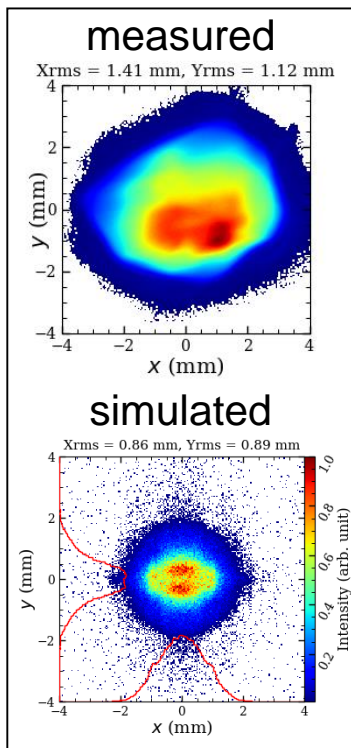 measured
Xrms = 1.41 mm, Yrms = 1.12 mm
4
2
0
−2
−4
y (mm)
−4 −2 0 2 4
x (mm)
simulated
Xrms = 0.86 mm, Yrms = 0.89 mm
4
2
0
−2
−4
y (mm)
−4 −2 0 2 4
x (mm)
1.0
0.8
0.6
0.4
0.2
Intensity (arb. unit)